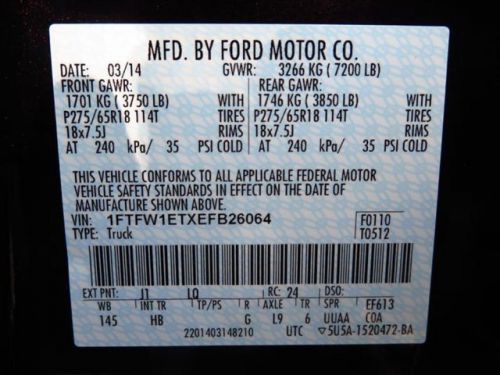 MFD. BY FORD MOTOR CO.
DATE: 03/14 GVWR: 3266 KG ( 7200 LB)
FRONT GAWR: REAR GAWR:
1701 KG ( 3750 LB) WITH 1746 KG ( 3850 LB) WITH
P275/65R18 114T TIRES P275/65R18 114T TIRES
18x7.5J RIMS 18x7.5J RIMS
AT 240 kPa/ 35 PSI COLD AT 240 kPa/ 35 PSI COLD
THIS VEHICLE CONFORMS TO ALL APPLICABLE FEDERAL MOTOR
VEHICLE SAFETY STANDARDS IN EFFECT ON THE DATE OF
MANUFACTURE SHOWN ABOVE.
VIN: 1FTFW1ETXEFB26064 F0110
TYPE: Truck T0512
EXT PNT: J1 LQ RC: 24 DSO:
WB INT TR TP/PS R AXLE TR SPR EF613
145 HB G L9 6 UUAA COA
2201403148210 UTC 5U5A-1520472-BA